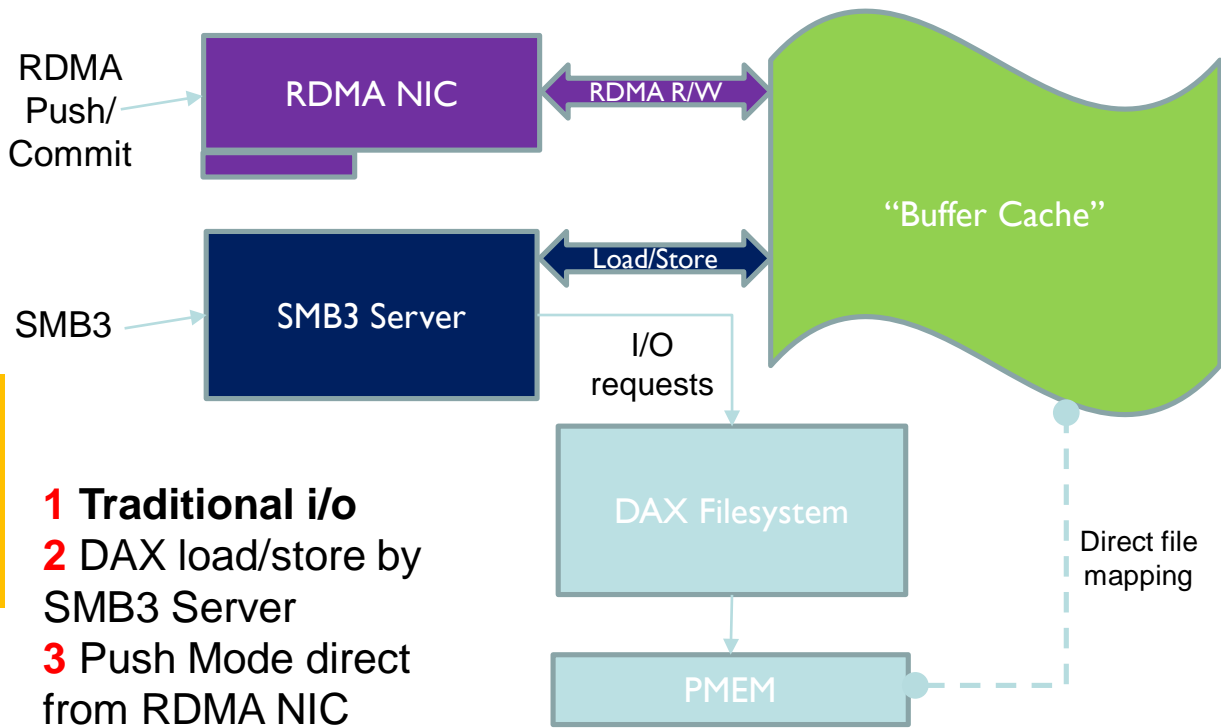 RDMA
Push/
Commit
RDMA NIC
RDMA R/W
“Buffer Cache”
SMB3
SMB3 Server
Load/Store
I/O
requests
DAX Filesystem
Direct file
mapping
PMEM
1 Traditional i/o
2 DAX load/store by
SMB3 Server
3 Push Mode direct
from RDMA NIC